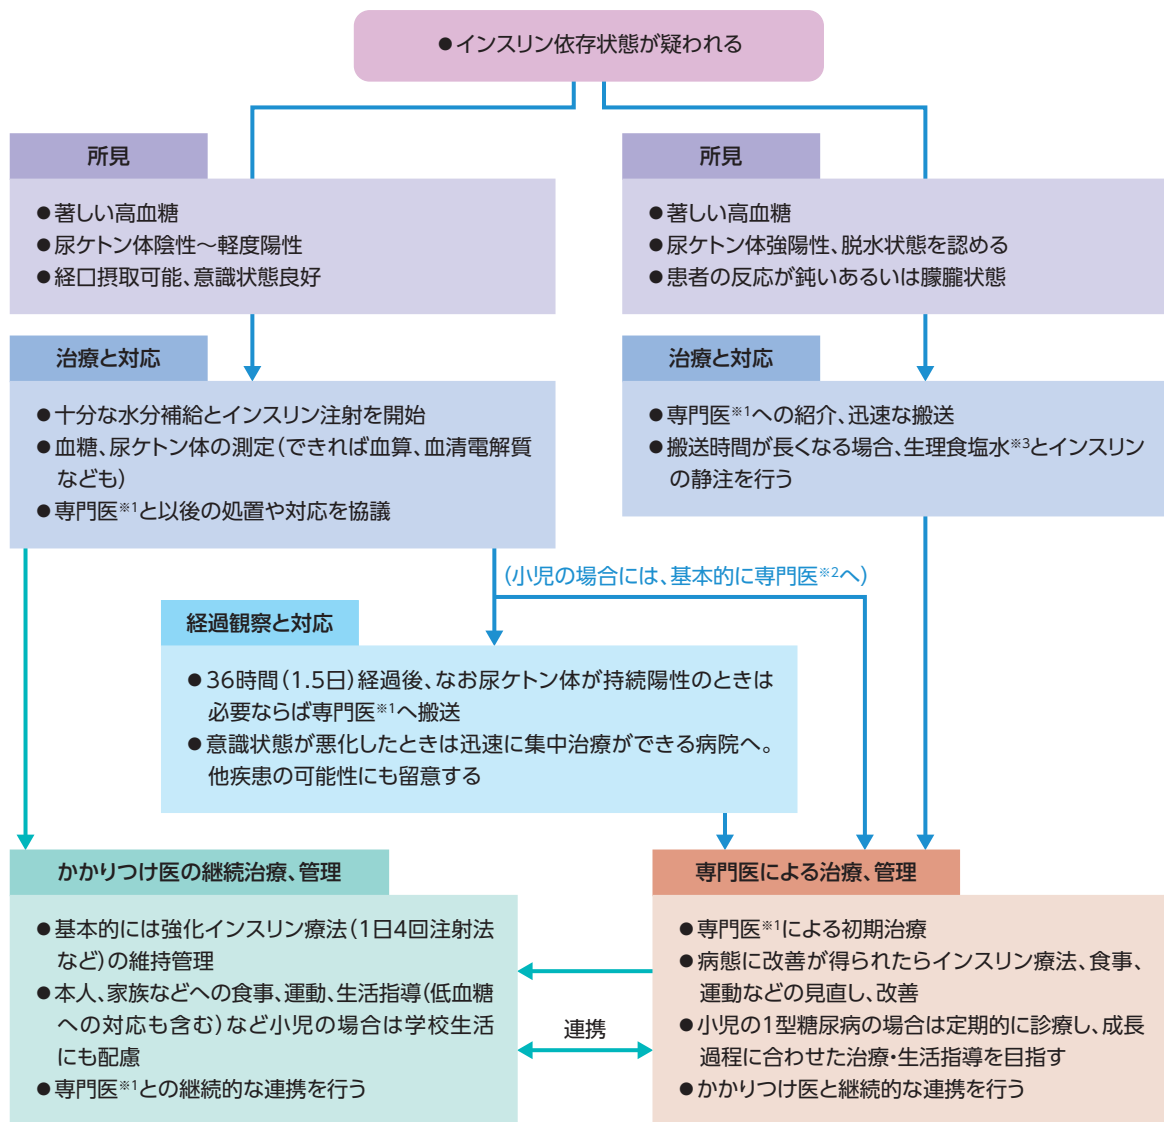 ●インスリン依存状態が疑われる
所見
●著しい高血糖
●尿ケトン体陰性～軽度陽性
●経口摂取可能、意識状態良好
所見
●著しい高血糖
●尿ケトン体強陽性、脱水状態を認める
●患者の反応が鈍いあるいは朦朧状態
治療と対応
●十分な水分補給とインスリン注射を開始
●血糖、尿ケトン体の測定（できれば血算、血清電解質
なども）
●専門医※1と以後の処置や対応を協議
治療と対応
●専門医※1への紹介、迅速な搬送
●搬送時間が長くなる場合、生理食塩水※3とインスリン
の静注を行う
（小児の場合には、基本的に専門医※2へ）
経過観察と対応
●36時間（1.5日）経過後、なお尿ケトン体が持続陽性のときは
必要ならば専門医※1へ搬送
●意識状態が悪化したときは迅速に集中治療ができる病院へ。
他疾患の可能性にも留意する
かかりつけ医の継続治療、管理
●基本的には強化インスリン療法（1日4回注射法
など）の維持管理
●本人、家族などへの食事、運動、生活指導（低血糖
への対応も含む）など小児の場合は学校生活
にも配慮
●専門医※1との継続的な連携を行う
連携
専門医による治療、管理
●専門医※1による初期治療
●病態に改善が得られたらインスリン療法、食事、
運動などの見直し、改善
●小児の1型糖尿病の場合は定期的に診療し、成長
過程に合わせた治療・生活指導を目指す
●かかりつけ医と継続的な連携を行う